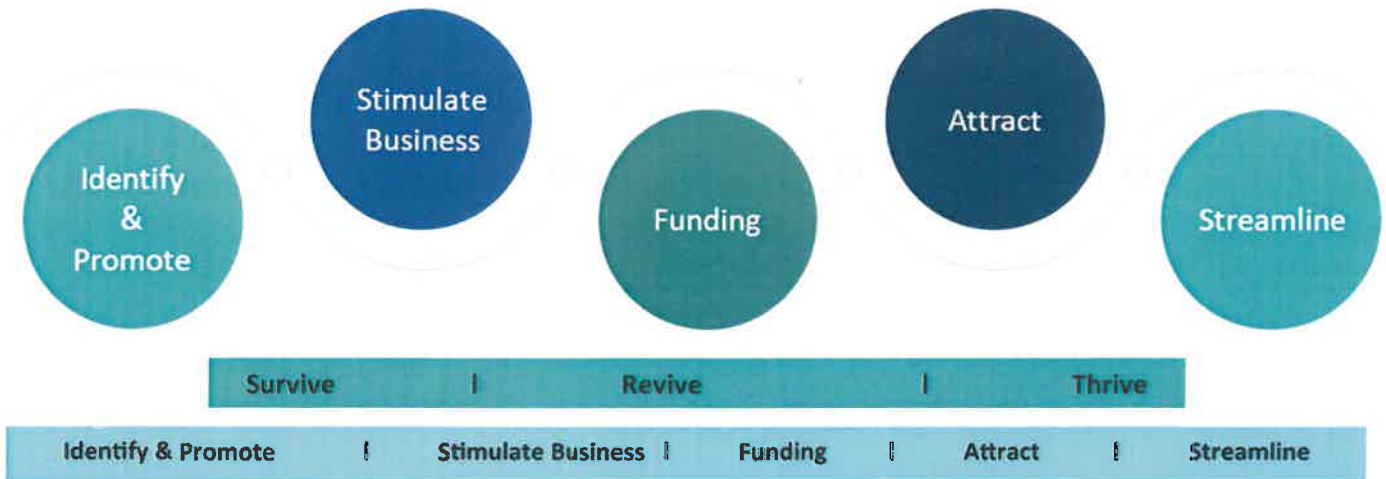 Identify
&
Promote
Stimulate
Business
Funding
Attract
Streamline
Survive | Revive | Thrive
Identify & Promote | Stimulate Business | Funding | Attract | Streamline